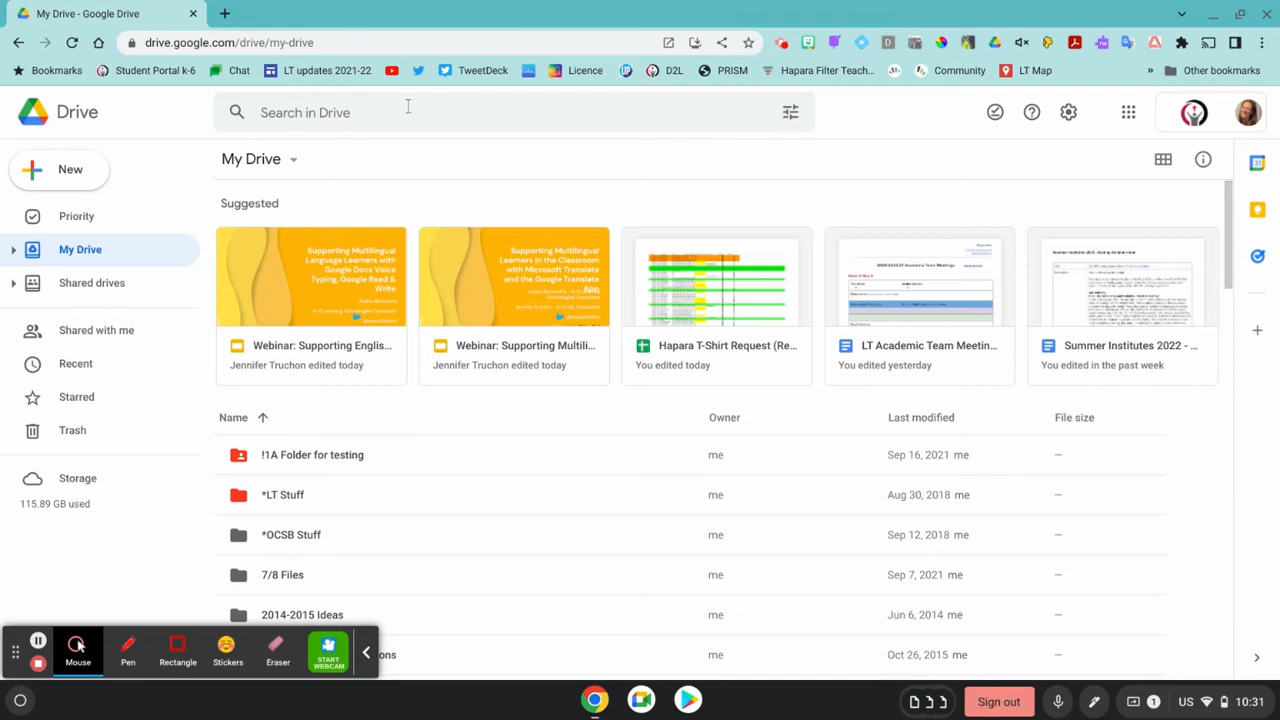 My Drive - Google Drive
drive.google.com/drive/my-drive
Bookmarks Student Portal k-6 Chat LT updates 2021-22 TweetDeck Licence D2L PRISM Hapara Filter Teach... Community LT Map » Other bookmarks
Drive
Search in Drive
New
Priority
My Drive
Shared drives
Shared with me
Recent
Starred
Trash
Storage
115.89 GB used
My Drive
Suggested
Supporting Multilingual
Language Learners with
Google Docs Voice
Typing, Google Read &
Write
Webinar: Supporting Englis...
Jennifer Truchon edited today
Supporting Multilingual
Learners in the Classroom
with Microsoft Translate
and the Google Translate
App
Webinar: Supporting Multili...
Jennifer Truchon edited today
Hapara T-Shirt Request (Re...
You edited today
LT Academic Team Meetin...
You edited yesterday
Summer Institutes 2022 - ...
You edited in the past week
Name Owner Last modified File size
!1A Folder for testing me Sep 16, 2021 me –
*LT Stuff me Aug 30, 2018 me –
*OCSB Stuff me Sep 12, 2018 me –
7/8 Files me Sep 7, 2021 me –
2014-2015 Ideas me Jun 6, 2014 me –
ons me Oct 26, 2015 me –
Mouse Pen Rectangle Stickers Eraser START
WEBCAM
Sign out 1 US 10:31